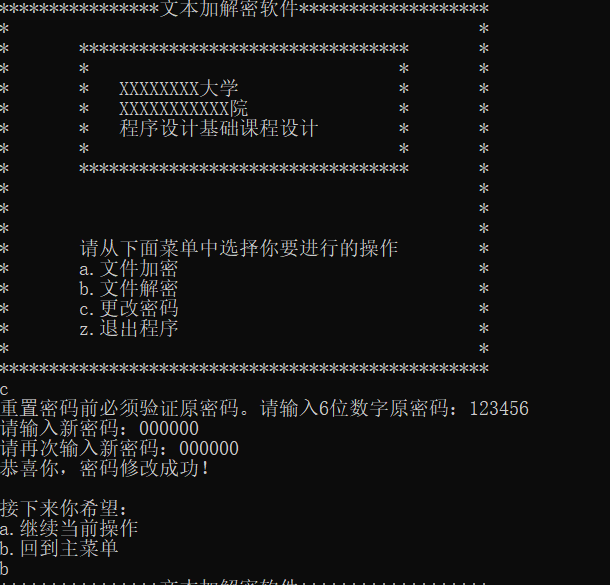 ****************文本加解密软件*******************
*                                               *
*       *********************************       *
*       *                               *       *
*       *   XXXXXXXX大学                *       *
*       *   XXXXXXXXXXX院               *       *
*       *   程序设计基础课程设计        *       *
*       *                               *       *
*       *********************************       *
*                                               *
*                                               *
*                                               *
*       请从下面菜单中选择你要进行的操作        *
*       a.文件加密                              *
*       b.文件解密                              *
*       c.更改密码                              *
*       z.退出程序                              *
*                                               *
*************************************************
c
重置密码前必须验证原密码。请输入6位数字原密码：123456
请输入新密码：000000
请再次输入新密码：000000
恭喜你，密码修改成功！
接下来你希望：
a.继续当前操作
b.回到主菜单
b
****************文本加解密软件*******************